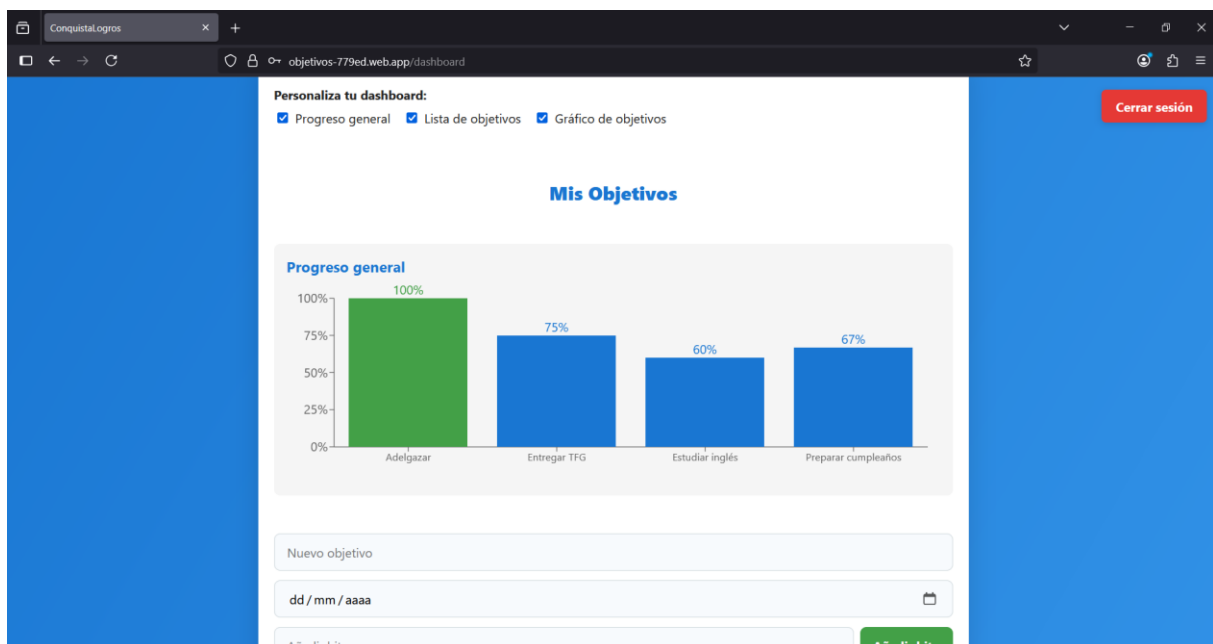 ConquistaLogros
objetivos-779ed.web.app/dashboard
Personaliza tu dashboard:
Progreso general Lista de objetivos Gráfico de objetivos
Cerrar sesión
Mis Objetivos
Progreso general
100%
100%
75%
75%
67%
60%
50%
25%
0%
Adelgazar Entregar TFG Estudiar inglés Preparar cumpleaños
Nuevo objetivo
dd/mm/aaaa